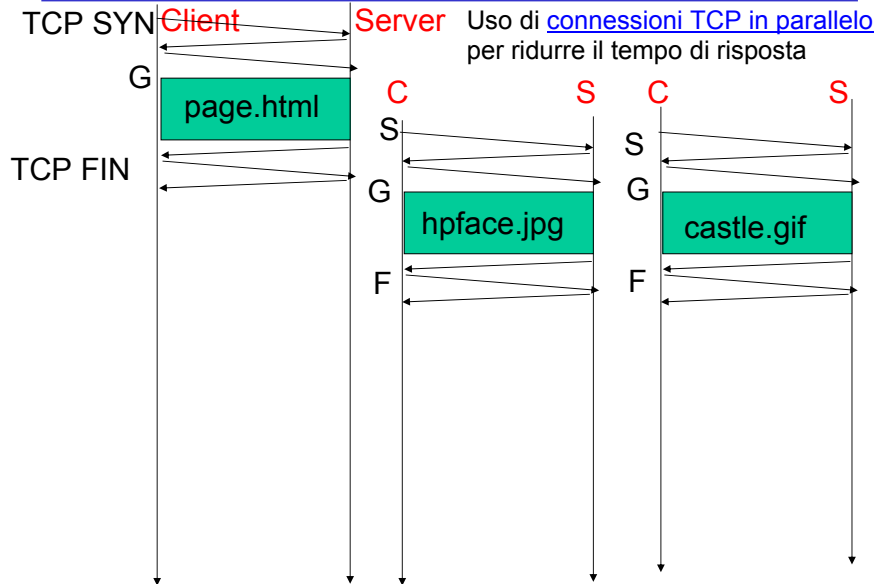 TCP SYN Client Server
Uso di connessioni TCP in parallelo
per ridurre il tempo di risposta
G
page.html
TCP FIN
C S
S
G
hpface.jpg
F
C S
S
G
castle.gif
F